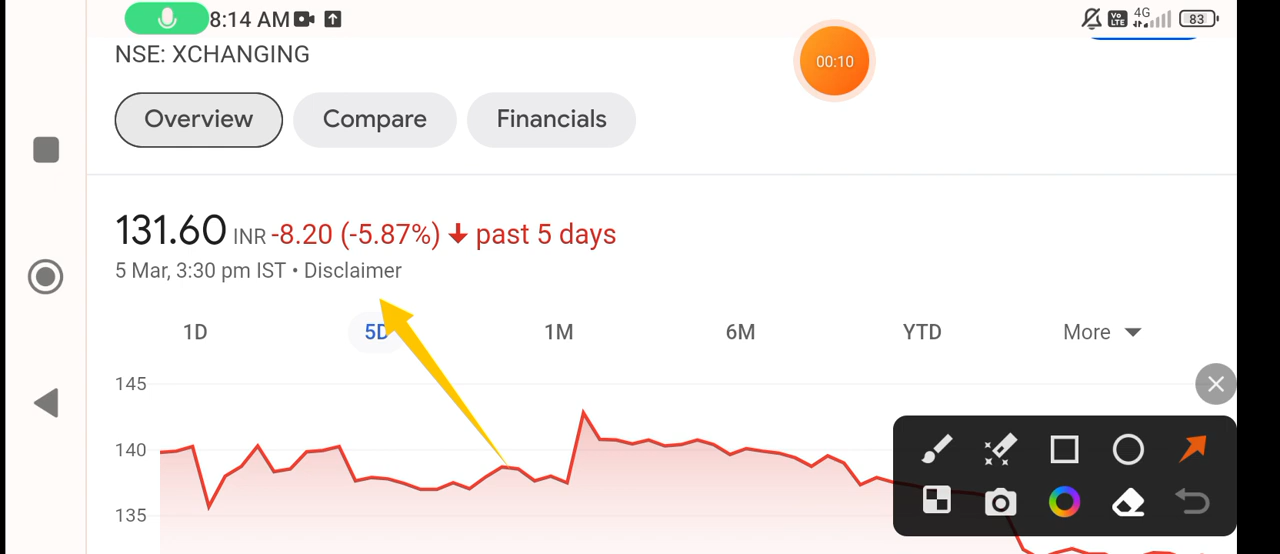 8:14 AM
Vo LTE 4G 83
NSE: XCHANGING
00:10
Overview Compare Financials
131.60 INR -8.20 (-5.87%) past 5 days
5 Mar, 3:30 pm IST • Disclaimer
1D 5D 1M 6M YTD More
145
140
135